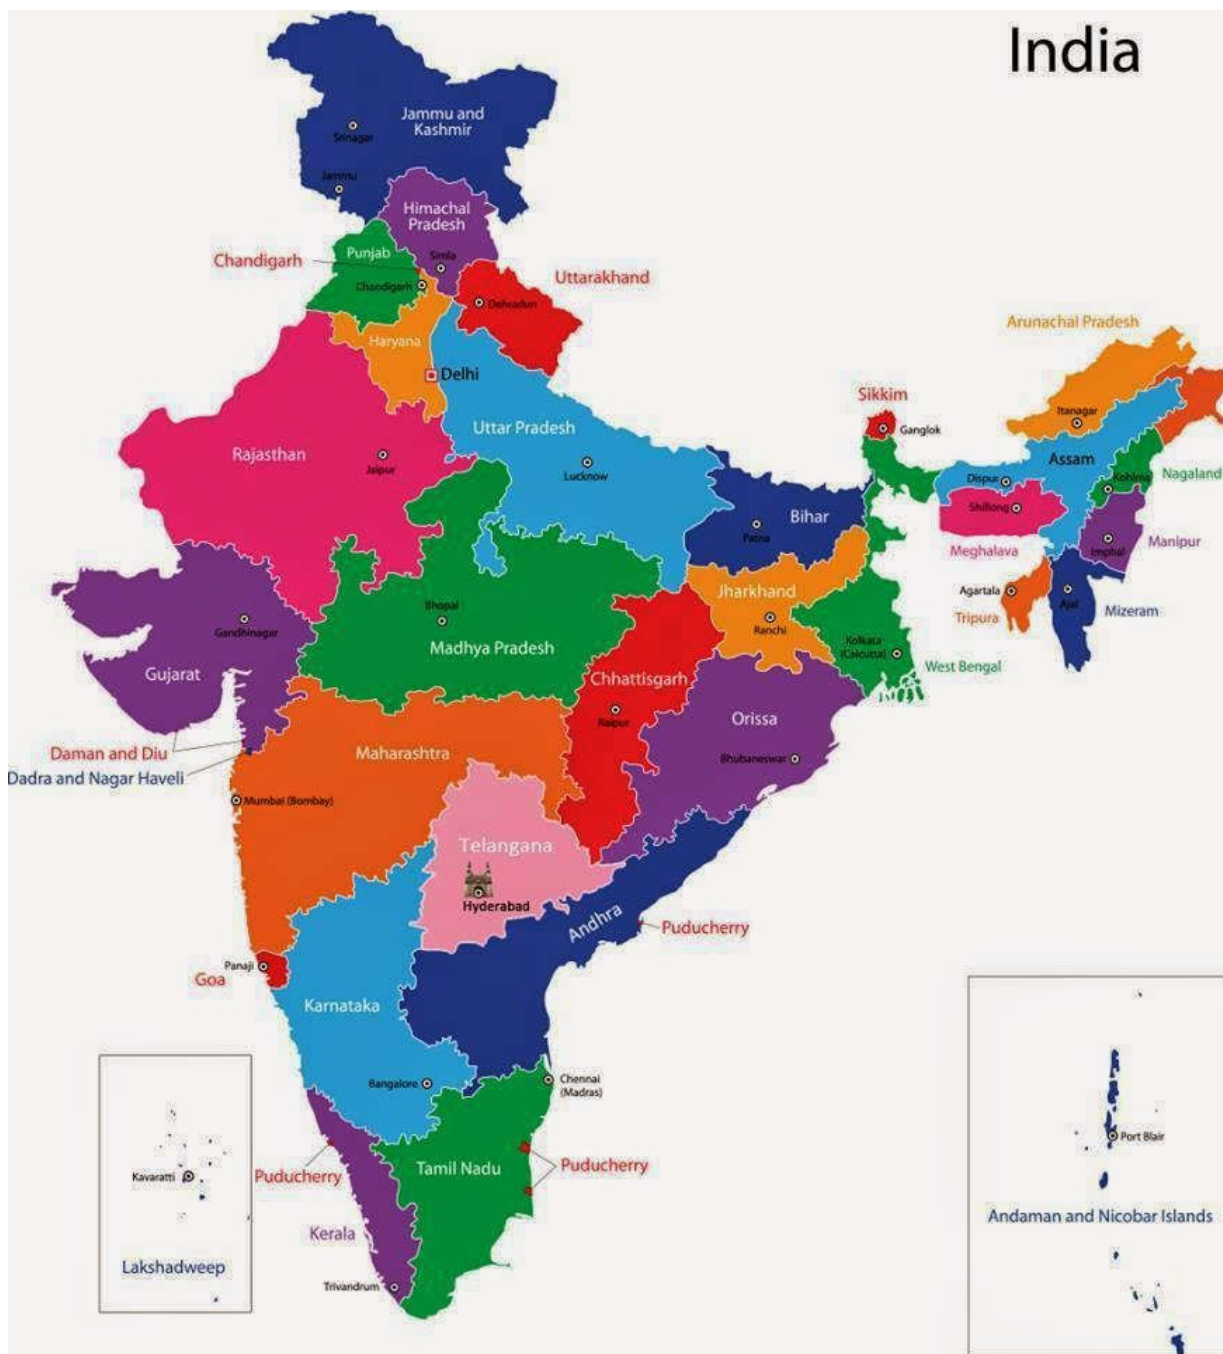 India
Jammu and
Kashmir
Srinagar
Jammu
Himachal
Pradesh
Simla
Punjab
Chandigarh
Chandigarh
Uttarakhand
Dehradun
Haryana
Delhi
Arunachal Pradesh
Itanagar
Sikkim
Ganglok
Uttar Pradesh
Lucknow
Rajasthan
Jaipur
Assam
Dispur
Kohima
Nagaland
Shillong
Meghalava
Imphal
Manipur
Bihar
Patna
Agartala
Tripura
Ajal
Mizeram
Jharkhand
Ranchi
Gandhinagar
Gujarat
Bhopal
Madhya Pradesh
Kolkata
(Calcutta)
West Bengal
Chhattisgarh
Raipur
Orissa
Bhubaneswar
Daman and Diu
Dadra and Nagar Haveli
Maharashtra
Mumbai (Bombay)
Telangana
Hyderabad
Andhra
Puducherry
Panaji
Goa
Karnataka
Bangalore
Chennai
(Madras)
Puducherry
Puducherry
Tamil Nadu
Kerala
Trivandrum
Kavaratti
Lakshadweep
Port Blair
Andaman and Nicobar Islands